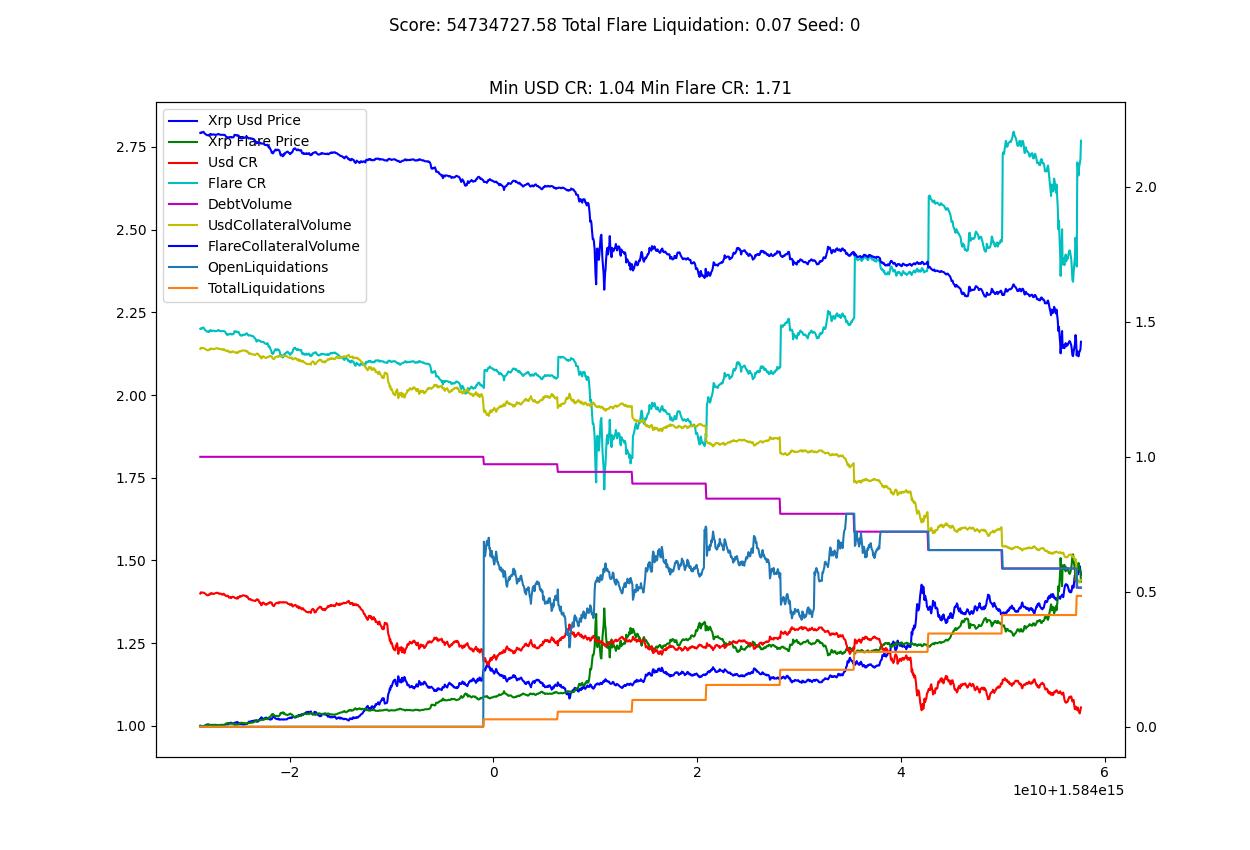 Score: 54734727.58 Total Flare Liquidation: 0.07 Seed: 0
Min USD CR: 1.04 Min Flare CR: 1.71
Xrp Usd Price
Xrp Flare Price
Usd CR
Flare CR
DebtVolume
UsdCollateralVolume
FlareCollateralVolume
OpenLiquidations
TotalLiquidations
2.75
2.50
2.25
2.00
1.75
1.50
1.25
1.00
2.0
1.5
1.0
0.5
0.0
−2
0
2
4
6
1e10+1.584e15